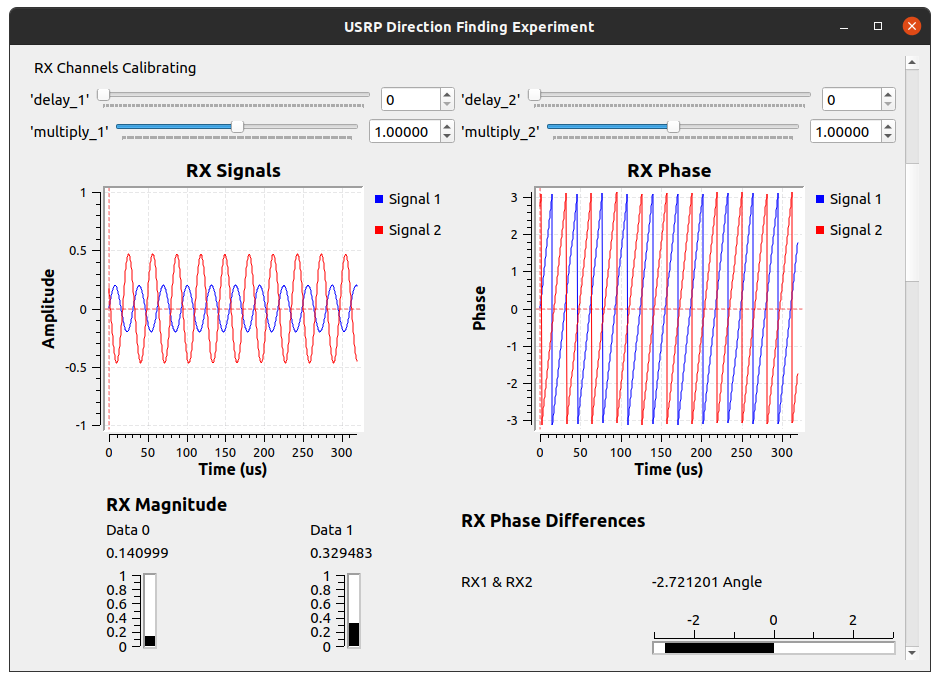 USRP Direction Finding Experiment
RX Channels Calibrating
'delay_1' 0 'delay_2' 0
'multiply_1' 1.00000 'multiply_2' 1.00000
RX Signals
1
0.5
0
-0.5
-1
Amplitude
0 50 100 150 200 250 300
Time (us)
Signal 1
Signal 2
RX Phase
3
2
1
0
-1
-2
-3
Phase
0 50 100 150 200 250 300
Time (us)
Signal 1
Signal 2
RX Magnitude
Data 0
0.140999
1
0.8
0.6
0.4
0.2
0
Data 1
0.329483
1
0.8
0.6
0.4
0.2
0
RX Phase Differences
RX1 & RX2 -2.721201 Angle
-2 0 2